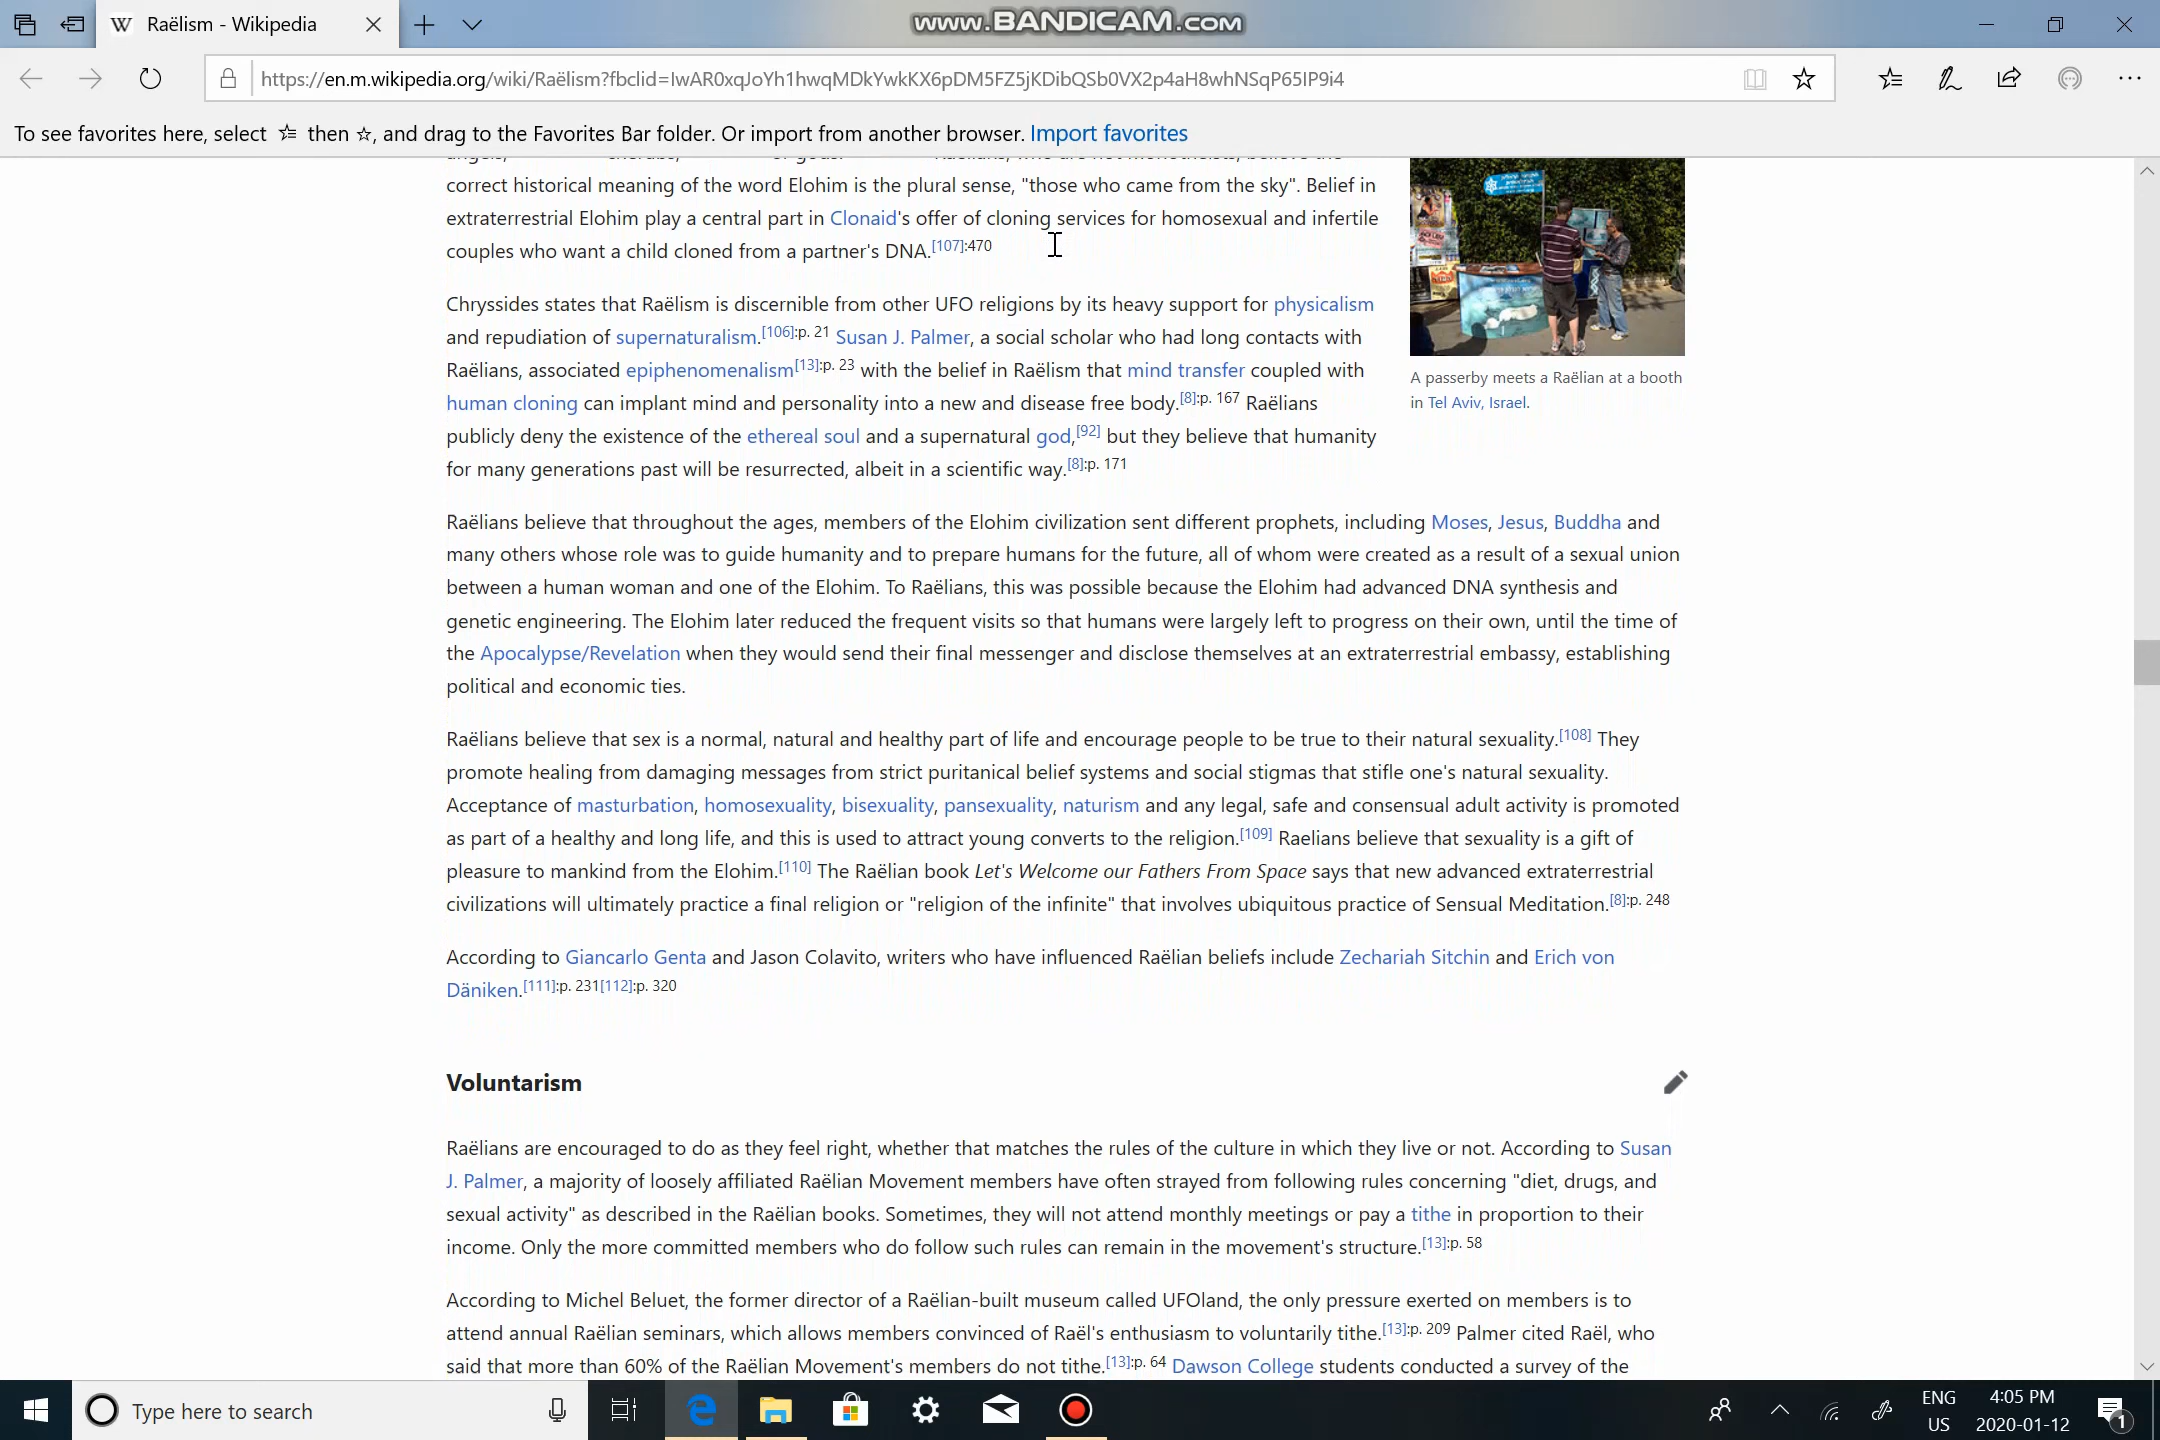 Raëlism - Wikipedia
www.BANDICAM.com
https://en.m.wikipedia.org/wiki/Raëlism?fbclid=IwAR0xqJoYh1hwqMDkYwkKX6pDM5FZ5jKDibQSb0VX2p4aH8whNSqP65IP9i4
To see favorites here, select then , and drag to the Favorites Bar folder. Or import from another browser. Import favorites
correct historical meaning of the word Elohim is the plural sense, "those who came from the sky". Belief in
extraterrestrial Elohim play a central part in Clonaid's offer of cloning services for homosexual and infertile
couples who want a child cloned from a partner's DNA.[107]:470
Chryssides states that Raëlism is discernible from other UFO religions by its heavy support for physicalism
and repudiation of supernaturalism.[106]:p. 21 Susan J. Palmer, a social scholar who had long contacts with
Raëlians, associated epiphenomenalism[13]:p. 23 with the belief in Raëlism that mind transfer coupled with
human cloning can implant mind and personality into a new and disease free body.[8]:p. 167 Raëlians
publicly deny the existence of the ethereal soul and a supernatural god,[92] but they believe that humanity
for many generations past will be resurrected, albeit in a scientific way.[8]:p. 171
A passerby meets a Raëlian at a booth
in Tel Aviv, Israel.
Raëlians believe that throughout the ages, members of the Elohim civilization sent different prophets, including Moses, Jesus, Buddha and
many others whose role was to guide humanity and to prepare humans for the future, all of whom were created as a result of a sexual union
between a human woman and one of the Elohim. To Raëlians, this was possible because the Elohim had advanced DNA synthesis and
genetic engineering. The Elohim later reduced the frequent visits so that humans were largely left to progress on their own, until the time of
the Apocalypse/Revelation when they would send their final messenger and disclose themselves at an extraterrestrial embassy, establishing
political and economic ties.
Raëlians believe that sex is a normal, natural and healthy part of life and encourage people to be true to their natural sexuality.[108] They
promote healing from damaging messages from strict puritanical belief systems and social stigmas that stifle one's natural sexuality.
Acceptance of masturbation, homosexuality, bisexuality, pansexuality, naturism and any legal, safe and consensual adult activity is promoted
as part of a healthy and long life, and this is used to attract young converts to the religion.[109] Raelians believe that sexuality is a gift of
pleasure to mankind from the Elohim.[110] The Raëlian book Let's Welcome our Fathers From Space says that new advanced extraterrestrial
civilizations will ultimately practice a final religion or "religion of the infinite" that involves ubiquitous practice of Sensual Meditation.[8]:p. 248
According to Giancarlo Genta and Jason Colavito, writers who have influenced Raëlian beliefs include Zechariah Sitchin and Erich von
Däniken.[111]:p. 231[112]:p. 320
Voluntarism
Raëlians are encouraged to do as they feel right, whether that matches the rules of the culture in which they live or not. According to Susan
J. Palmer, a majority of loosely affiliated Raëlian Movement members have often strayed from following rules concerning "diet, drugs, and
sexual activity" as described in the Raëlian books. Sometimes, they will not attend monthly meetings or pay a tithe in proportion to their
income. Only the more committed members who do follow such rules can remain in the movement's structure.[13]:p. 58
According to Michel Beluet, the former director of a Raëlian-built museum called UFOland, the only pressure exerted on members is to
attend annual Raëlian seminars, which allows members convinced of Raël's enthusiasm to voluntarily tithe.[13]:p. 209 Palmer cited Raël, who
said that more than 60% of the Raëlian Movement's members do not tithe.[13]:p. 64 Dawson College students conducted a survey of the
Type here to search
ENG
US
4:05 PM
2020-01-12
1